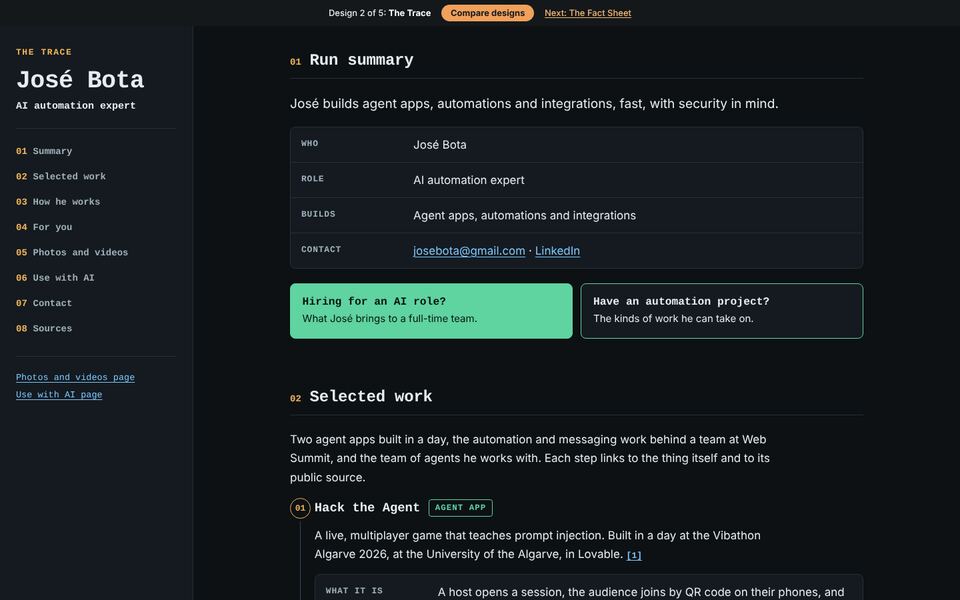 Design 2 of 5: The Trace Compare designs Next: The Fact Sheet
THE TRACE
José Bota
AI automation expert
01 Summary
02 Selected work
03 How he works
04 For you
05 Photos and videos
06 Use with AI
07 Contact
08 Sources
Photos and videos page
Use with AI page
01 Run summary
José builds agent apps, automations and integrations, fast, with security in mind.
WHO José Bota
ROLE AI automation expert
BUILDS Agent apps, automations and integrations
CONTACT josebota@gmail.com · LinkedIn
Hiring for an AI role?
What José brings to a full-time team.
Have an automation project?
The kinds of work he can take on.
02 Selected work
Two agent apps built in a day, the automation and messaging work behind a team at Web
Summit, and the team of agents he works with. Each step links to the thing itself and to its
public source.
01 Hack the Agent AGENT APP
A live, multiplayer game that teaches prompt injection. Built in a day at the Vibathon
Algarve 2026, at the University of the Algarve, in Lovable. [1]
WHAT IT IS A host opens a session, the audience joins by QR code on their phones, and